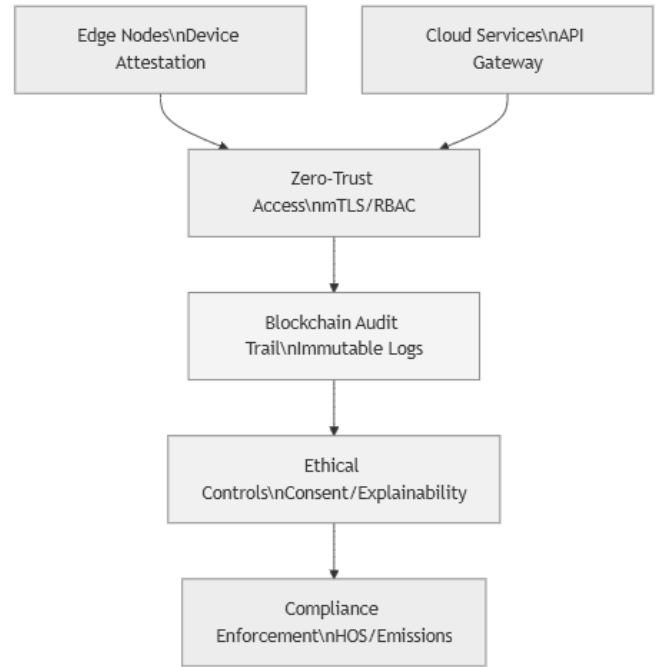 Edge Nodes\nDevice
Attestation
Cloud Services\nAPI
Gateway
Zero-Trust
Access\nmTLS/RBAC
Blockchain Audit
Trail\nImmutable Logs
Ethical
Controls\nConsent/Explainability
Compliance
Enforcement\nHOS/Emissions